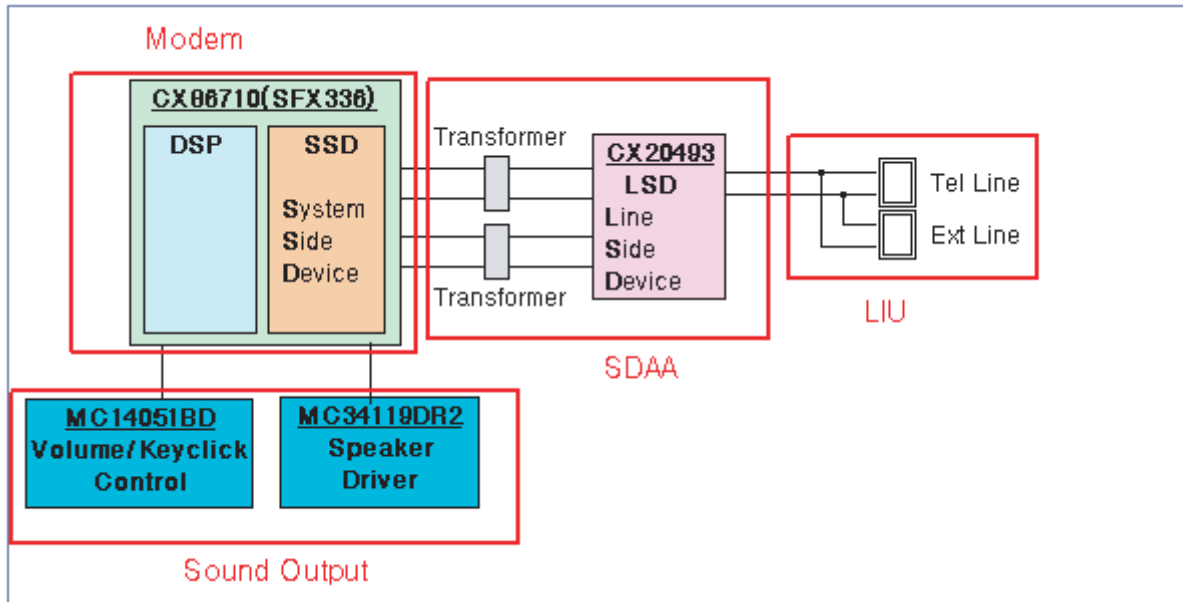 Modem
CX86710(SFX336)
DSP
SSD
System
Side
Device
Transformer
Transformer
CX20493
LSD
Line
Side
Device
Tel Line
Ext Line
LIU
SDAA
MC14051BD
Volume/Keyclick
Control
MC34119DR2
Speaker
Driver
Sound Output